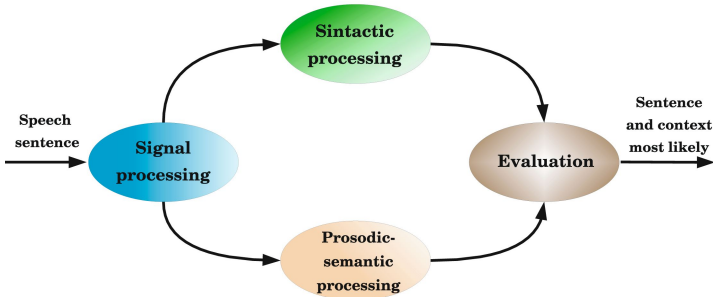 Speech
sentence
Signal
processing
Sintactic
processing
Prosodic-
semantic
processing
Evaluation
Sentence
and context
most likely